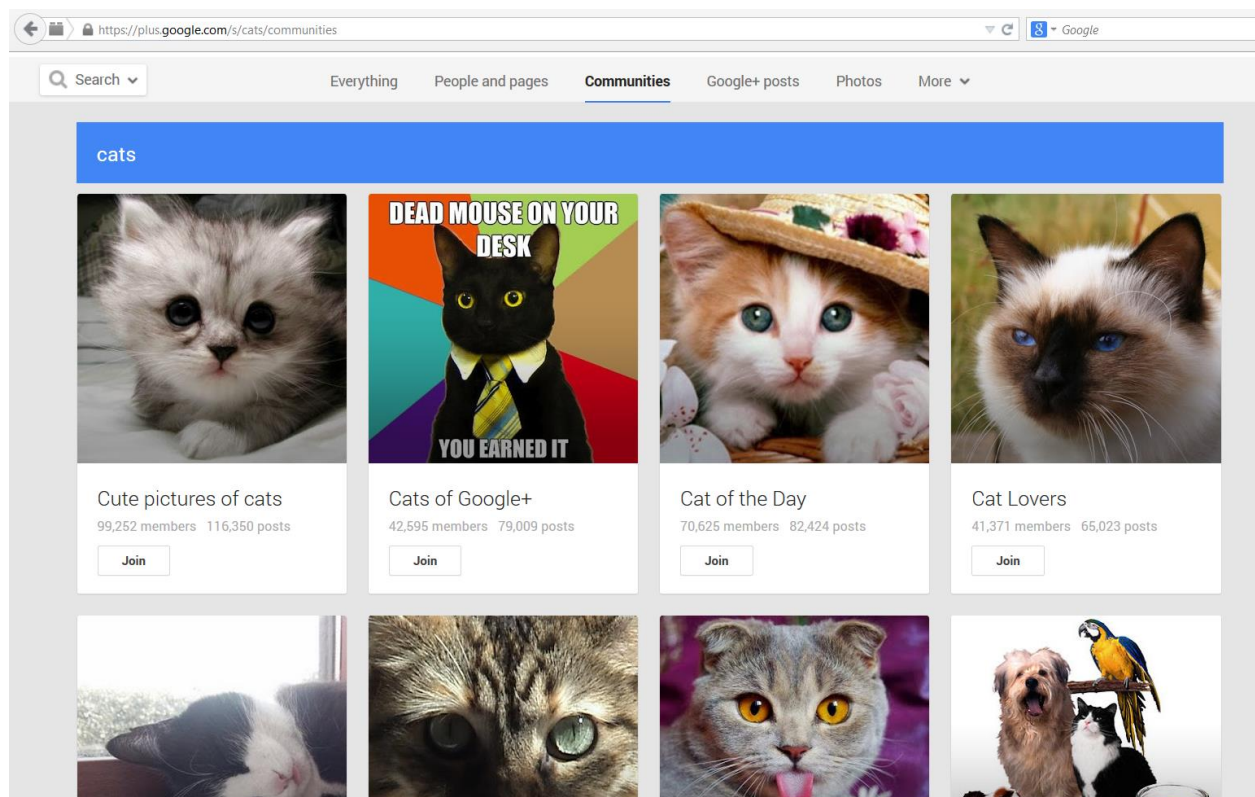 https://plus.google.com/s/cats/communities
8 Google
Search Everything People and pages Communities Google+ posts Photos More
cats
DEAD MOUSE ON YOUR
DESK
YOU EARNED IT
Cute pictures of cats
99,252 members 116,350 posts
Join
Cats of Google+
42,595 members 79,009 posts
Join
Cat of the Day
70,625 members 82,424 posts
Join
Cat Lovers
41,371 members 65,023 posts
Join